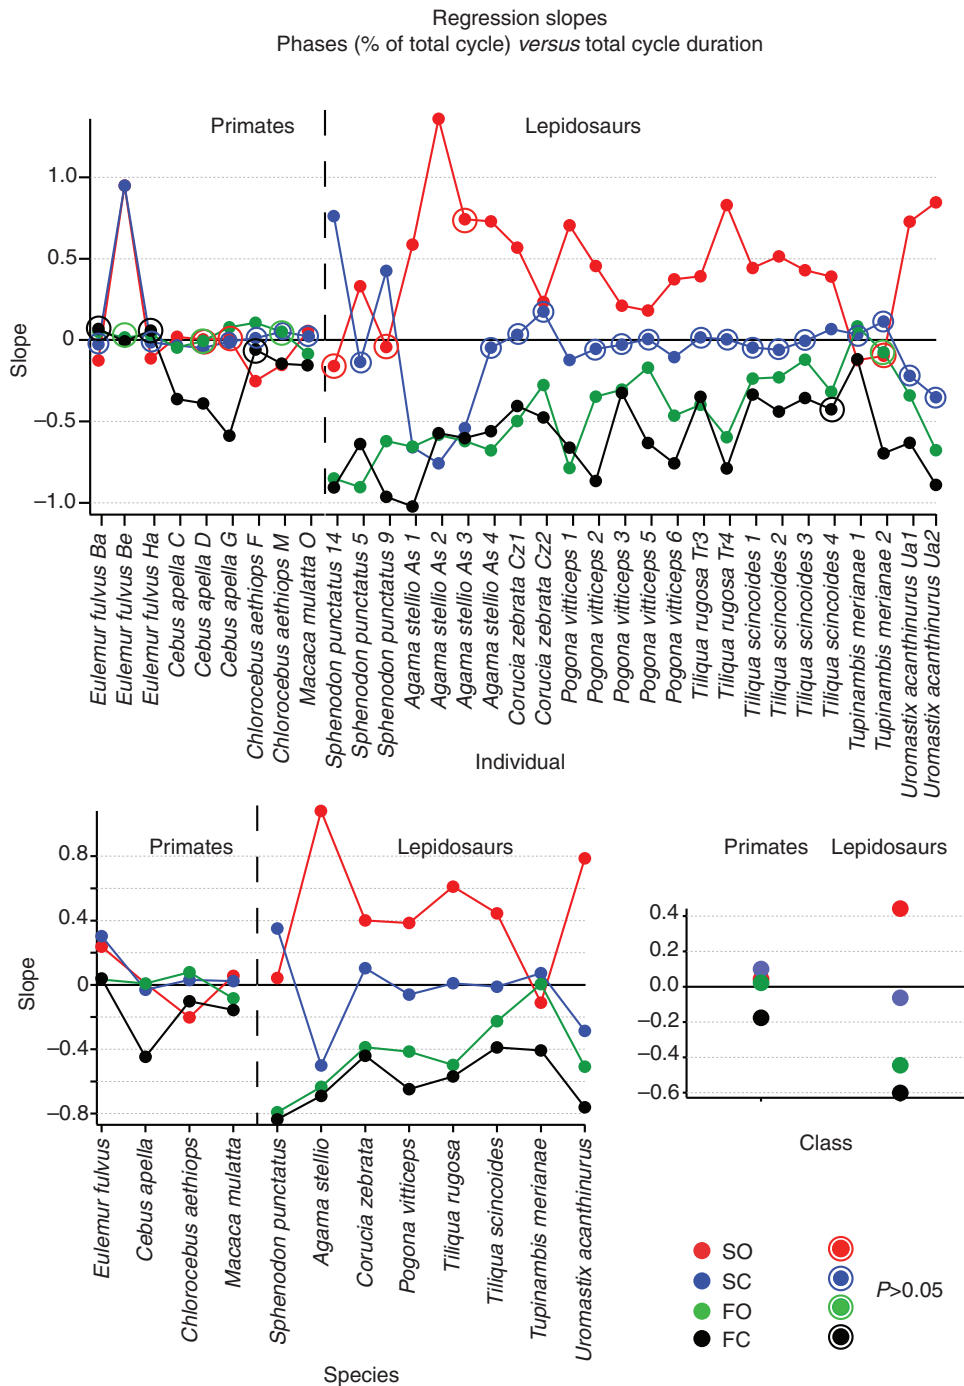 Regression slopes
Phases (% of total cycle) versus total cycle duration
Primates
Lepidosaurs
1.0
0.5
0
–0.5
–1.0
Slope
Eulemur fulvus Ba
Eulemur fulvus Be
Eulemur fulvus Ha
Cebus apella C
Cebus apella D
Cebus apella G
Chlorocebus aethiops F
Chlorocebus aethiops M
Macaca mulatta O
Sphenodon punctatus 14
Sphenodon punctatus 5
Sphenodon punctatus 9
Agama stellio As 1
Agama stellio As 2
Agama stellio As 3
Agama stellio As 4
Corucia zebrata Cz1
Corucia zebrata Cz2
Pogona vitticeps 1
Pogona vitticeps 2
Pogona vitticeps 3
Pogona vitticeps 5
Pogona vitticeps 6
Tiliqua rugosa Tr3
Tiliqua rugosa Tr4
Tiliqua scincoides 1
Tiliqua scincoides 2
Tiliqua scincoides 3
Tiliqua scincoides 4
Tupinambis merianae 1
Tupinambis merianae 2
Uromastix acanthinurus Ua1
Uromastix acanthinurus Ua2
Individual
Primates
Lepidosaurs
0.8
0.4
0
–0.4
–0.8
Slope
Eulemur fulvus
Cebus apella
Chlorocebus aethiops
Macaca mulatta
Sphenodon punctatus
Agama stellio
Corucia zebrata
Pogona vitticeps
Tiliqua rugosa
Tiliqua scincoides
Tupinambis merianae
Uromastix acanthinurus
Species
Primates
Lepidosaurs
0.4
0.2
0.0
–0.2
–0.4
–0.6
Class
SO
SC
FO
FC
P>0.05